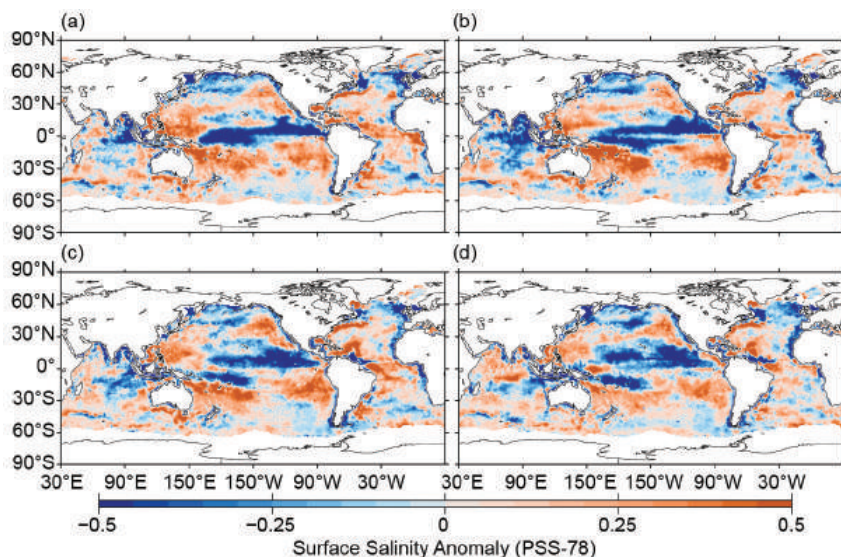 (a) (b)
90°N
60°N
30°N
0°
30°S
60°S
90°S
(c) (d)
90°N
60°N
30°N
0°
30°S
60°S
90°S
30°E 90°E 150°E 150°W 90°W 30°W 30°E 90°E 150°E 150°W 90°W 30°W
−0.5 −0.25 0 0.25 0.5
Surface Salinity Anomaly (PSS-78)